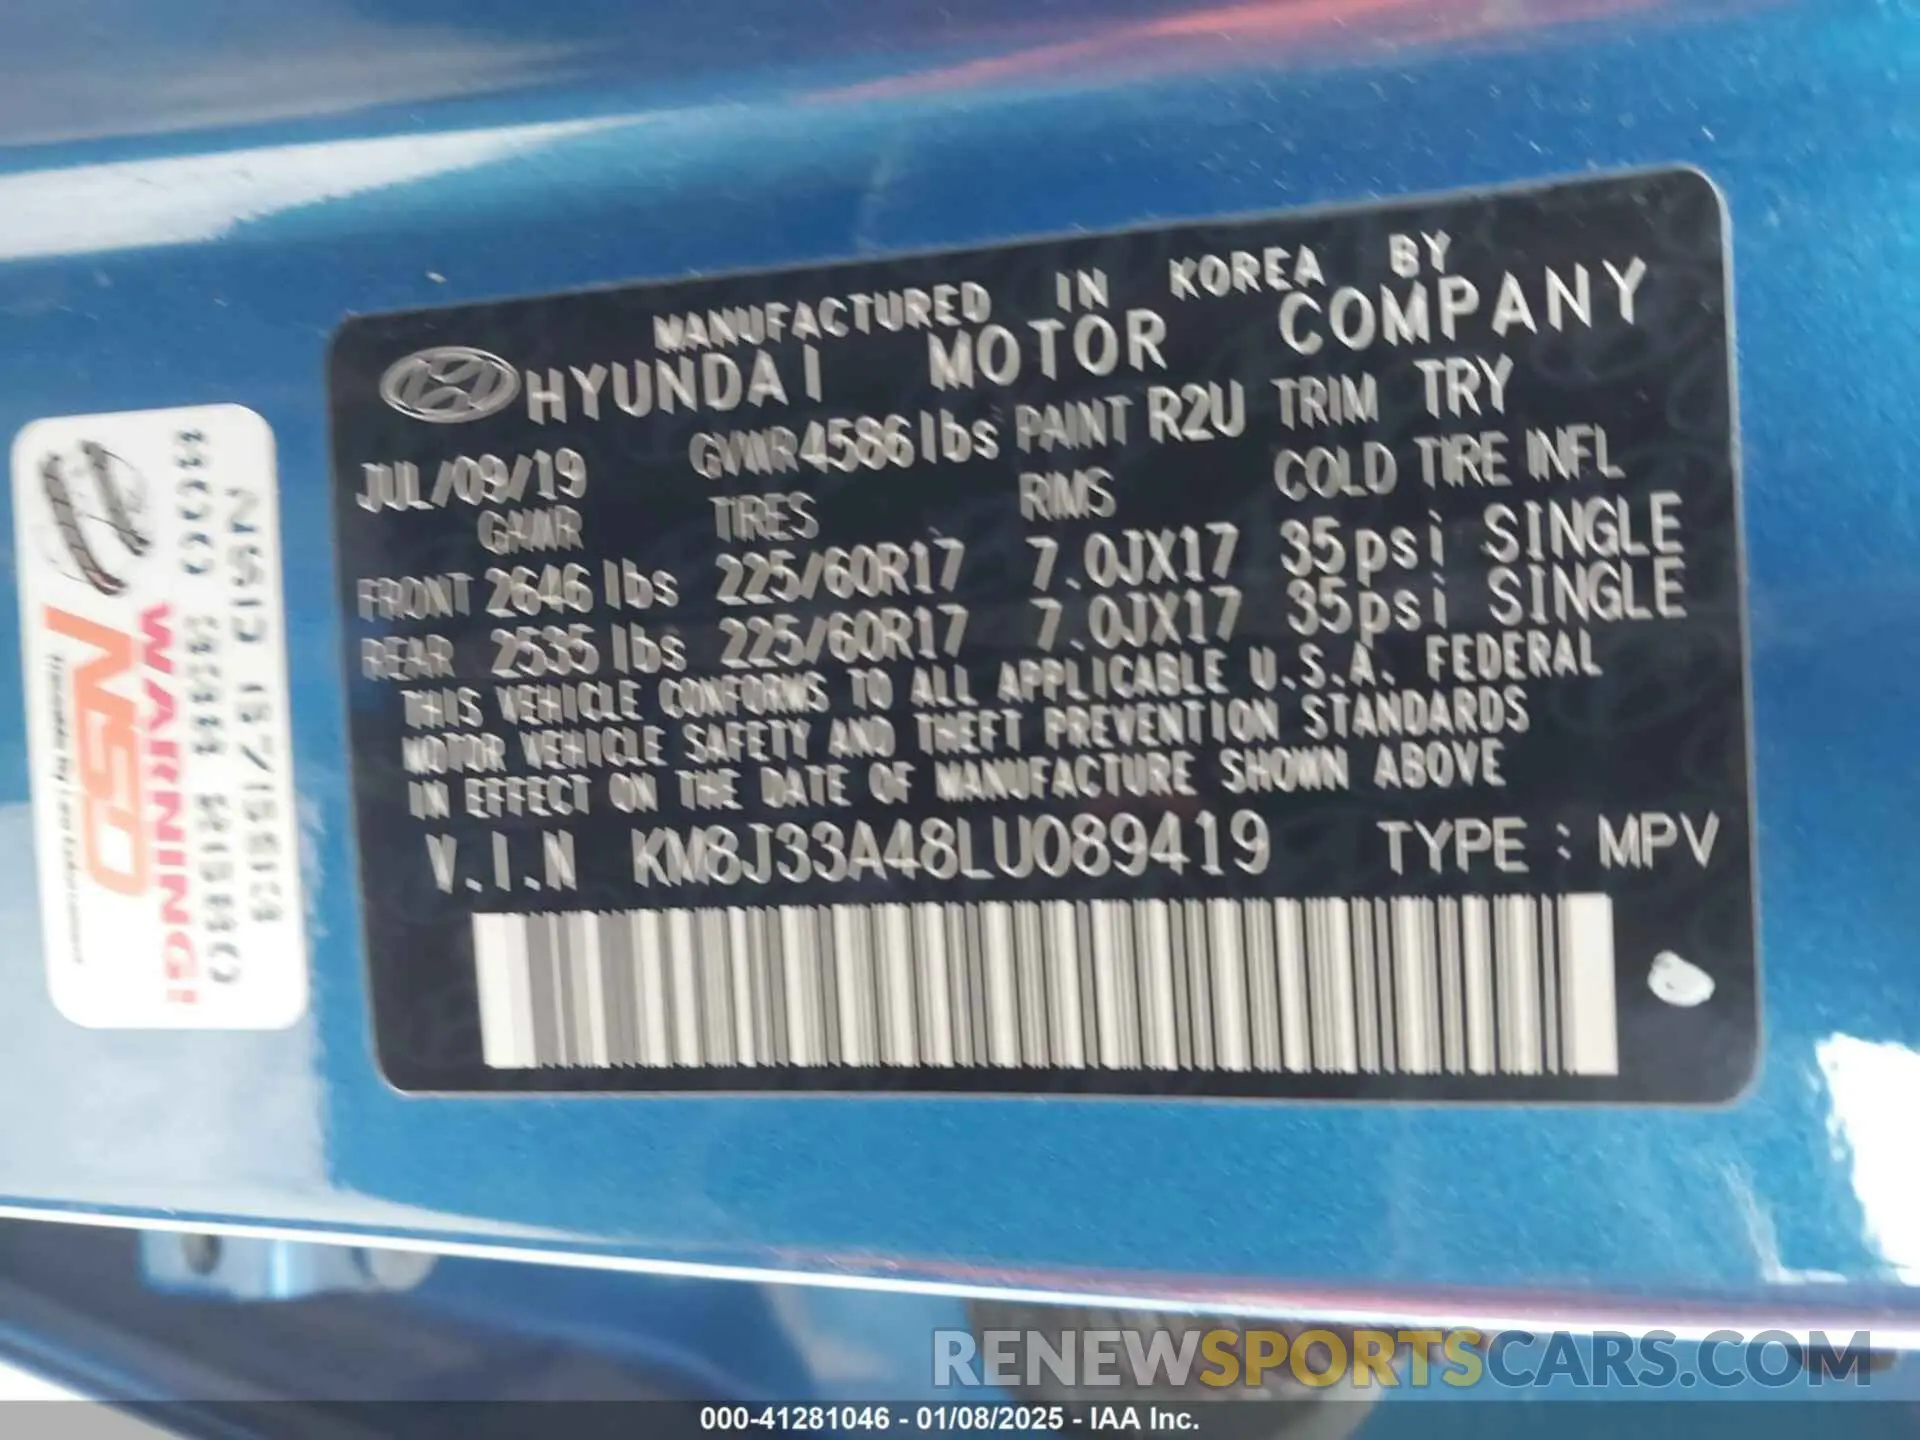 MANUFACTURED IN KOREA BY
HYUNDAI MOTOR COMPANY
JUL/09/19 GVWR4586lbs PAINT R2U TRIM TRY
GAWR TIRES RIMS COLD TIRE INFL
FRONT 2646lbs 225/60R17 7.0JX17 35psi SINGLE
REAR 2535lbs 225/60R17 7.0JX17 35psi SINGLE
THIS VEHICLE CONFORMS TO ALL APPLICABLE U.S.A. FEDERAL
MOTOR VEHICLE SAFETY AND THEFT PREVENTION STANDARDS
IN EFFECT ON THE DATE OF MANUFACTURE SHOWN ABOVE
V.I.N KM8J33A48LU089419 TYPE : MPV
WARNING!
NSD
RENEWSPORTSCARS.COM
000-41281046 - 01/08/2025 - IAA Inc.